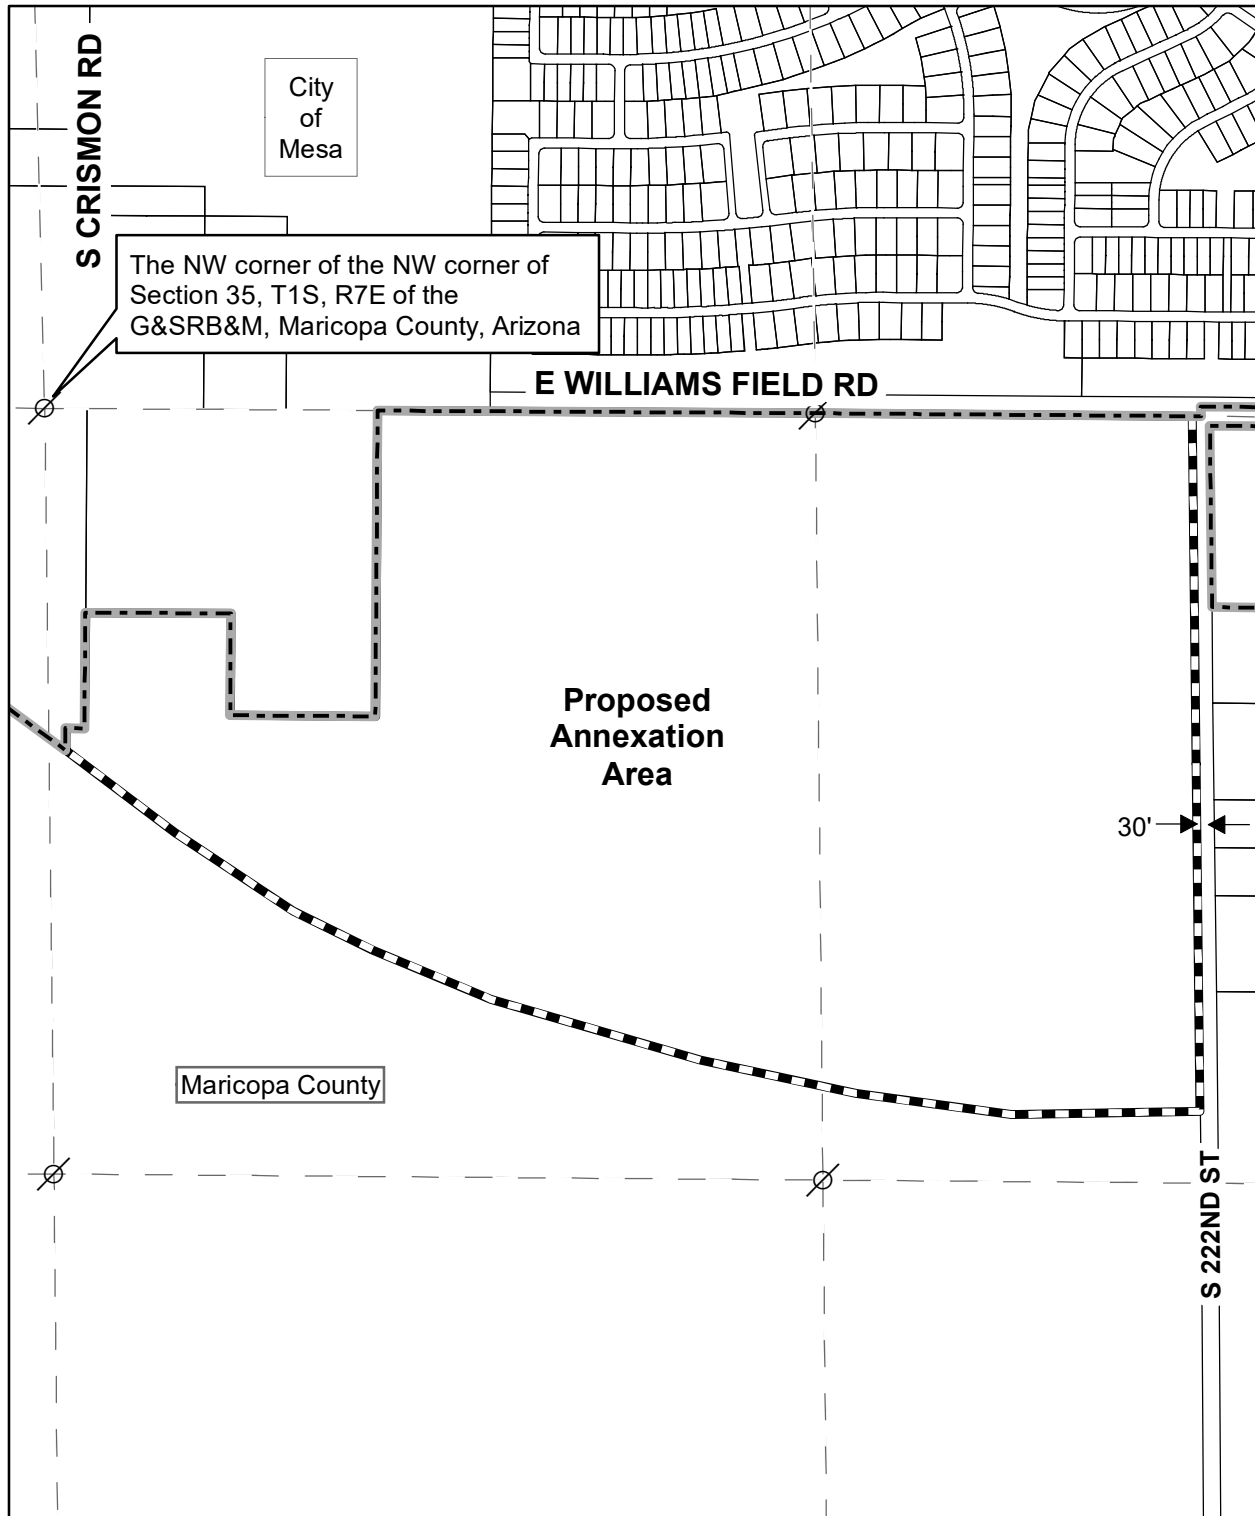 S CRISMON RD
City
of
Mesa
The NW corner of the NW corner of
Section 35, T1S, R7E of the
G&SRB&M, Maricopa County, Arizona
E WILLIAMS FIELD RD
Proposed
Annexation
Area
30'
Maricopa County
S 222ND ST